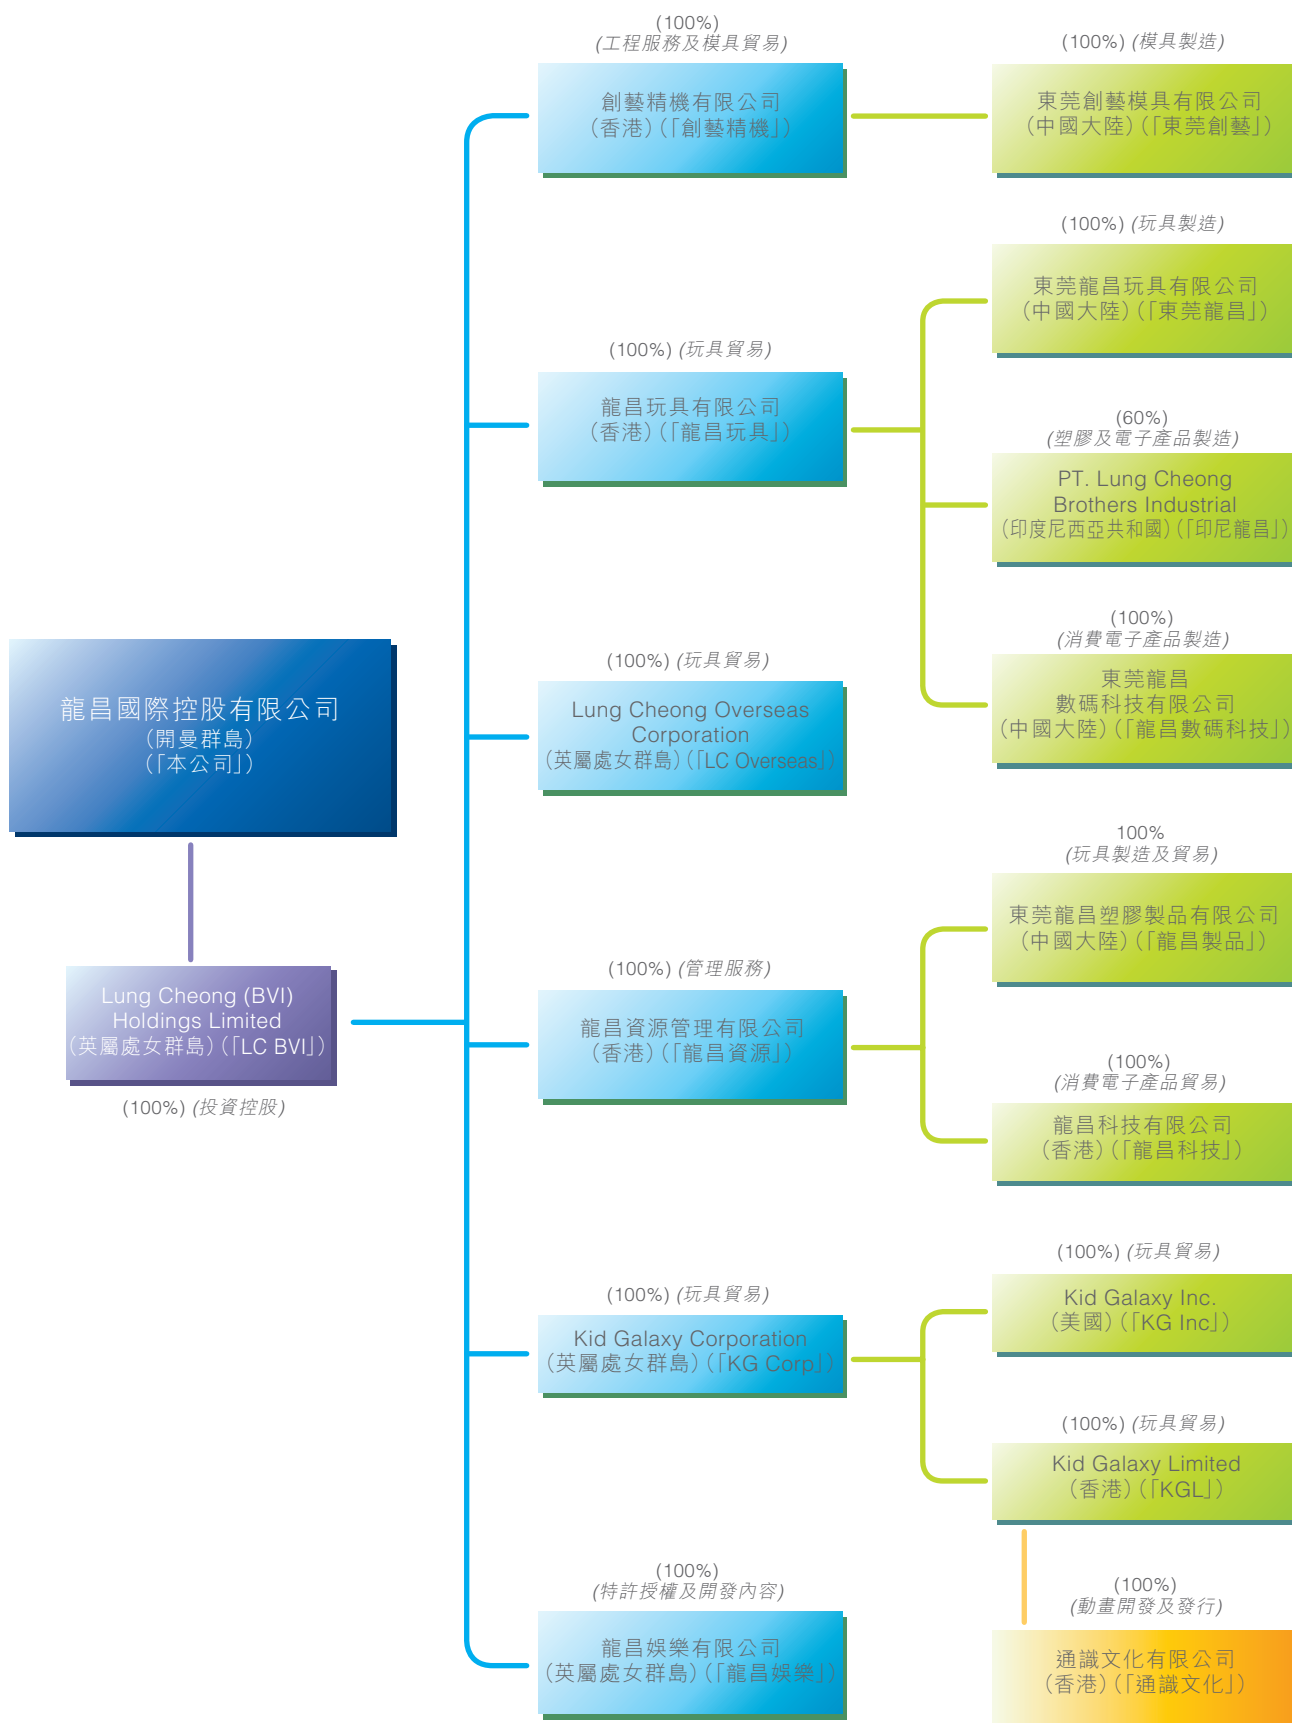 龍昌國際控股有限公司
（開曼群島）
（「本公司」）
Lung Cheong (BVI)
Holdings Limited
（英屬處女群島）（「LC BVI」）
(100%) (投資控股)
(100%)
(工程服務及模具貿易)
創藝精機有限公司
（香港）（「創藝精機」）
(100%) (模具製造)
東莞創藝模具有限公司
（中國大陸）（「東莞創藝」）
(100%) (玩具貿易)
龍昌玩具有限公司
（香港）（「龍昌玩具」）
(100%) (玩具製造)
東莞龍昌玩具有限公司
（中國大陸）（「東莞龍昌」）
(60%)
(塑膠及電子產品製造)
PT. Lung Cheong
Brothers Industrial
（印度尼西亞共和國）（「印尼龍昌」）
(100%)
(消費電子產品製造)
東莞龍昌
數碼科技有限公司
（中國大陸）（「龍昌數碼科技」）
(100%) (玩具貿易)
Lung Cheong Overseas
Corporation
（英屬處女群島）（「LC Overseas」）
(100%) (管理服務)
龍昌資源管理有限公司
（香港）（「龍昌資源」）
100%
(玩具製造及貿易)
東莞龍昌塑膠製品有限公司
（中國大陸）（「龍昌製品」）
(100%)
(消費電子產品貿易)
龍昌科技有限公司
（香港）（「龍昌科技」）
(100%) (玩具貿易)
Kid Galaxy Corporation
（英屬處女群島）（「KG Corp」）
(100%) (玩具貿易)
Kid Galaxy Inc.
（美國）（「KG Inc」）
(100%) (玩具貿易)
Kid Galaxy Limited
（香港）（「KGL」）
(100%)
(動畫開發及發行)
通識文化有限公司
（香港）（「通識文化」）
(100%)
(特許授權及開發內容)
龍昌娛樂有限公司
（英屬處女群島）（「龍昌娛樂」）